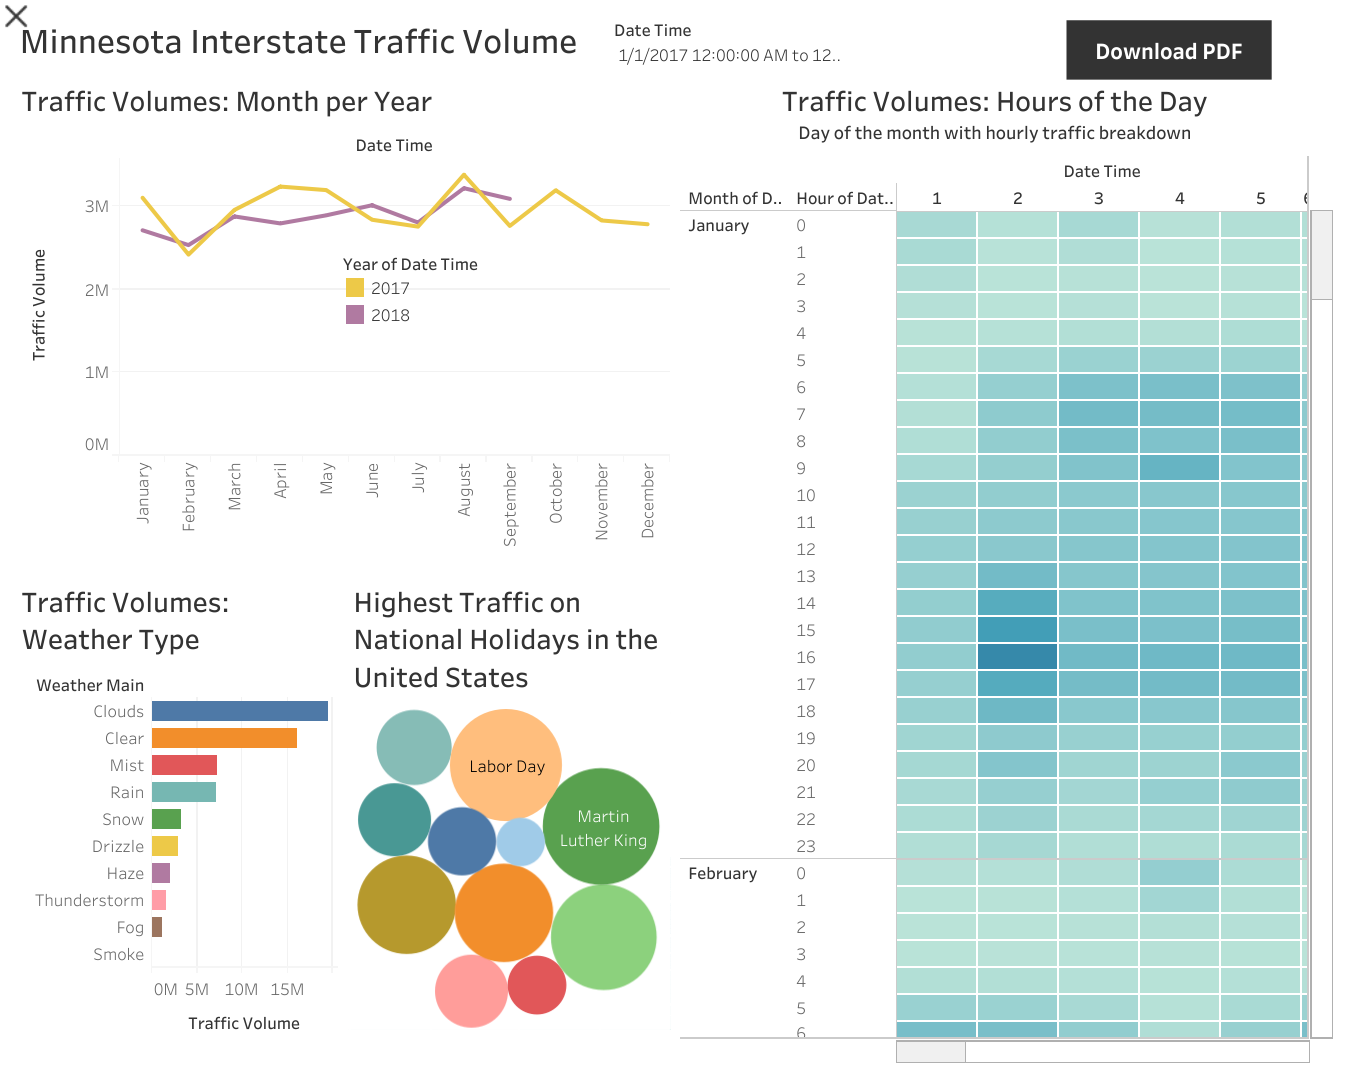 Minnesota Interstate Traffic Volume
Date Time
1/1/2017 12:00:00 AM to 12..
Download PDF
Traffic Volumes: Month per Year
Date Time
Traffic Volume
3M
2M
1M
0M
Year of Date Time
2017
2018
January
February
March
April
May
June
July
August
September
October
November
December
Traffic Volumes:
Weather Type
Weather Main
Clouds
Clear
Mist
Rain
Snow
Drizzle
Haze
Thunderstorm
Fog
Smoke
0M 5M 10M 15M
Traffic Volume
Highest Traffic on
National Holidays in the
United States
Labor Day
Martin
Luther King
Traffic Volumes: Hours of the Day
Day of the month with hourly traffic breakdown
Date Time
Month of D.. Hour of Dat.. 1 2 3 4 5 6
January 0
1
2
3
4
5
6
7
8
9
10
11
12
13
14
15
16
17
18
19
20
21
22
23
February 0
1
2
3
4
5
6